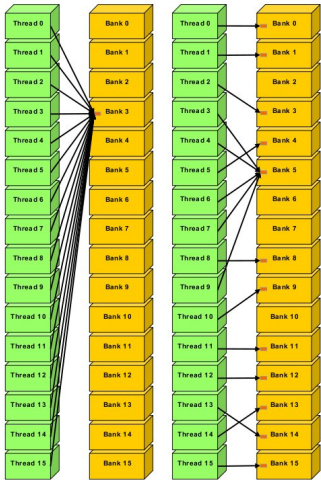 Thread 0
Thread 1
Thread 2
Thread 3
Thread 4
Thread 5
Thread 6
Thread 7
Thread 8
Thread 9
Thread 10
Thread 11
Thread 12
Thread 13
Thread 14
Thread 15
Bank 0
Bank 1
Bank 2
Bank 3
Bank 4
Bank 5
Bank 6
Bank 7
Bank 8
Bank 9
Bank 10
Bank 11
Bank 12
Bank 13
Bank 14
Bank 15
Thread 0
Thread 1
Thread 2
Thread 3
Thread 4
Thread 5
Thread 6
Thread 7
Thread 8
Thread 9
Thread 10
Thread 11
Thread 12
Thread 13
Thread 14
Thread 15
Bank 0
Bank 1
Bank 2
Bank 3
Bank 4
Bank 5
Bank 6
Bank 7
Bank 8
Bank 9
Bank 10
Bank 11
Bank 12
Bank 13
Bank 14
Bank 15